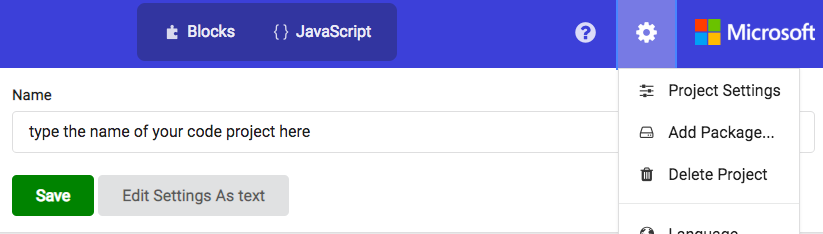 Blocks
{ } JavaScript
?
Microsoft
Name
type the name of your code project here
Save
Edit Settings As text
Project Settings
Add Package...
Delete Project
Language